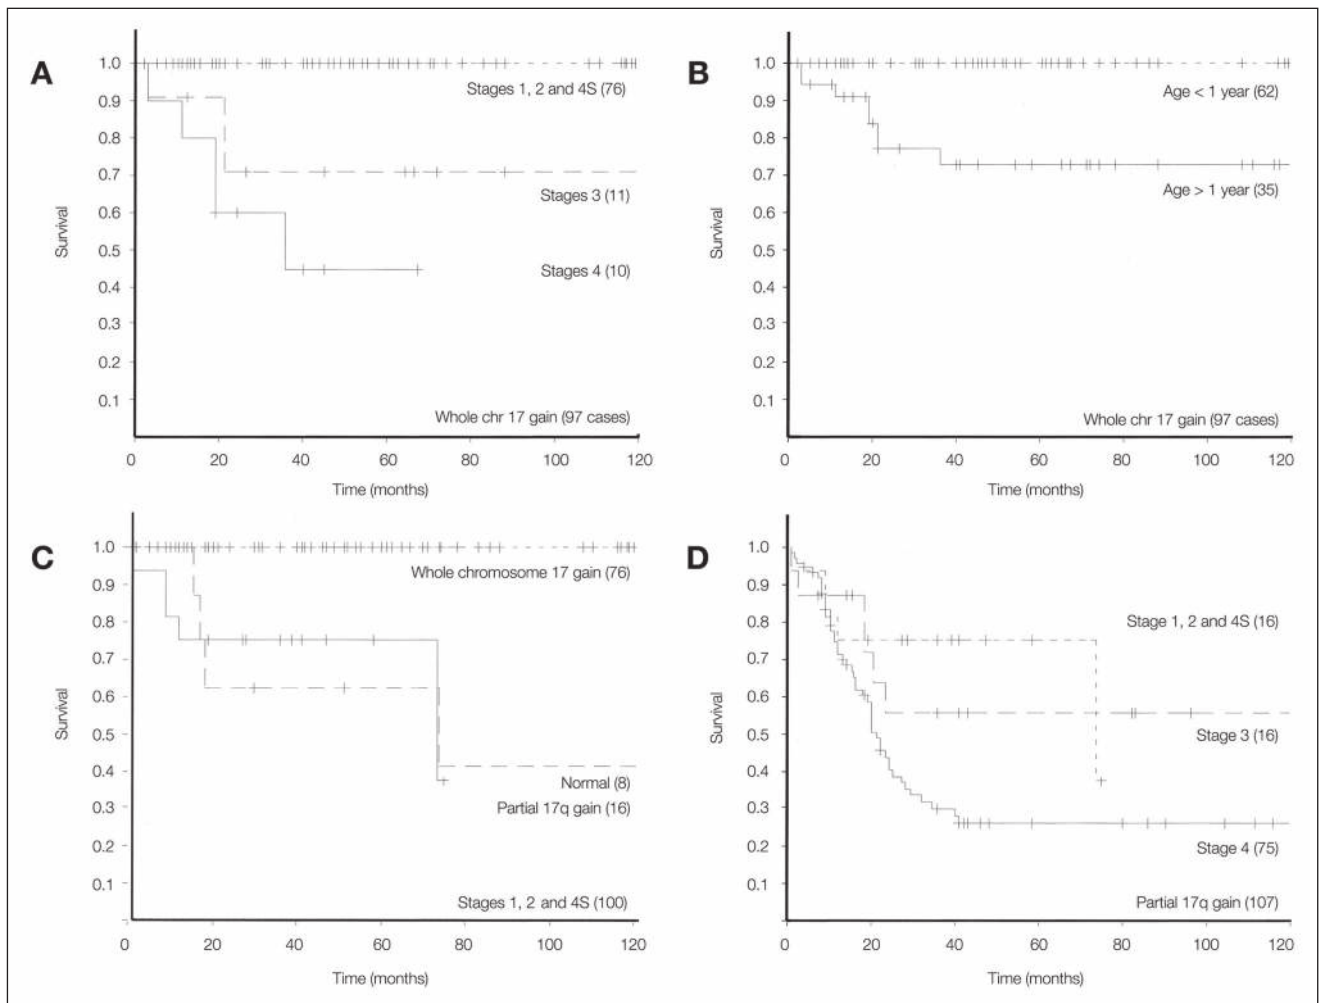 A
1.0
0.9
0.8
0.7
0.6
0.5
0.4
0.3
0.2
0.1
Survival
Stages 1, 2 and 4S (76)
Stages 3 (11)
Stages 4 (10)
Whole chr 17 gain (97 cases)
0 20 40 60 80 100 120
Time (months)
B
1.0
0.9
0.8
0.7
0.6
0.5
0.4
0.3
0.2
0.1
Survival
Age < 1 year (62)
Age > 1 year (35)
Whole chr 17 gain (97 cases)
0 20 40 60 80 100 120
Time (months)
C
1.0
0.9
0.8
0.7
0.6
0.5
0.4
0.3
0.2
0.1
Survival
Whole chromosome 17 gain (76)
Normal (8)
Partial 17q gain (16)
Stages 1, 2 and 4S (100)
0 20 40 60 80 100 120
Time (months)
D
1.0
0.9
0.8
0.7
0.6
0.5
0.4
0.3
0.2
0.1
Survival
Stage 1, 2 and 4S (16)
Stage 3 (16)
Stage 4 (75)
Partial 17q gain (107)
0 20 40 60 80 100 120
Time (months)